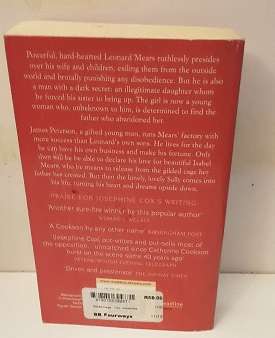 Powerful, hard-hearted Leonard Mears ruthlessly presides
over his wife and children, exiling them from the outside
world and brutally punishing any disobedience. But he is also
a man with a dark secret: an illegitimate daughter whom
he forced his sister to bring up. The girl is now a young
woman who, unbeknown to him, is determined to find the
father who abandoned her.
James Peterson, a gifted young man, runs Mears' factory with
more success than Leonard's own sons. He lives for the day
he can have his own business and make his fortune. Only
then will he be able to declare his love for beautiful Isabel
Mears, who he means to release from the gilded cage her
father has created. But then the lonely, lovely Sally comes into
his life, turning his heart and dreams upside down.
PRAISE FOR JOSEPHINE COX'S WRITING
'Another sure-fire winner by this popular author'
WOMAN'S WEEKLY
'A Cookson by any other name' BIRMINGHAM POST
'[Josephine Cox] out-writes and out-sells most of
the opposition, unmatched since Catherine Cookson
burst on the scene some 40 years ago'
'Driven and passionate'
BB Fourways